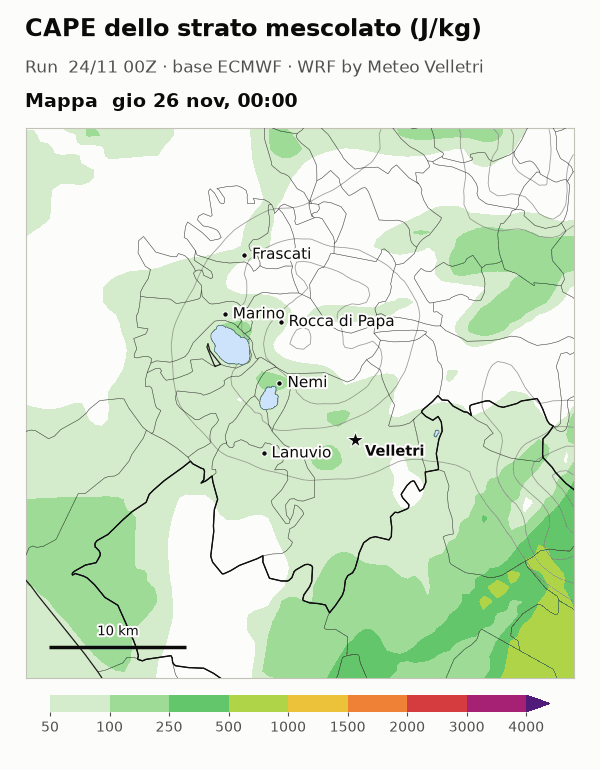 CAPE dello strato mescolato (J/kg)
Run  24/11 00Z · base ECMWF · WRF by Meteo Velletri
Mappa  gio 26 nov, 00:00
Frascati
Marino
Rocca di Papa
Nemi
Velletri
Lanuvio
10 km
50 100 250 500 1000 1500 2000 3000 4000